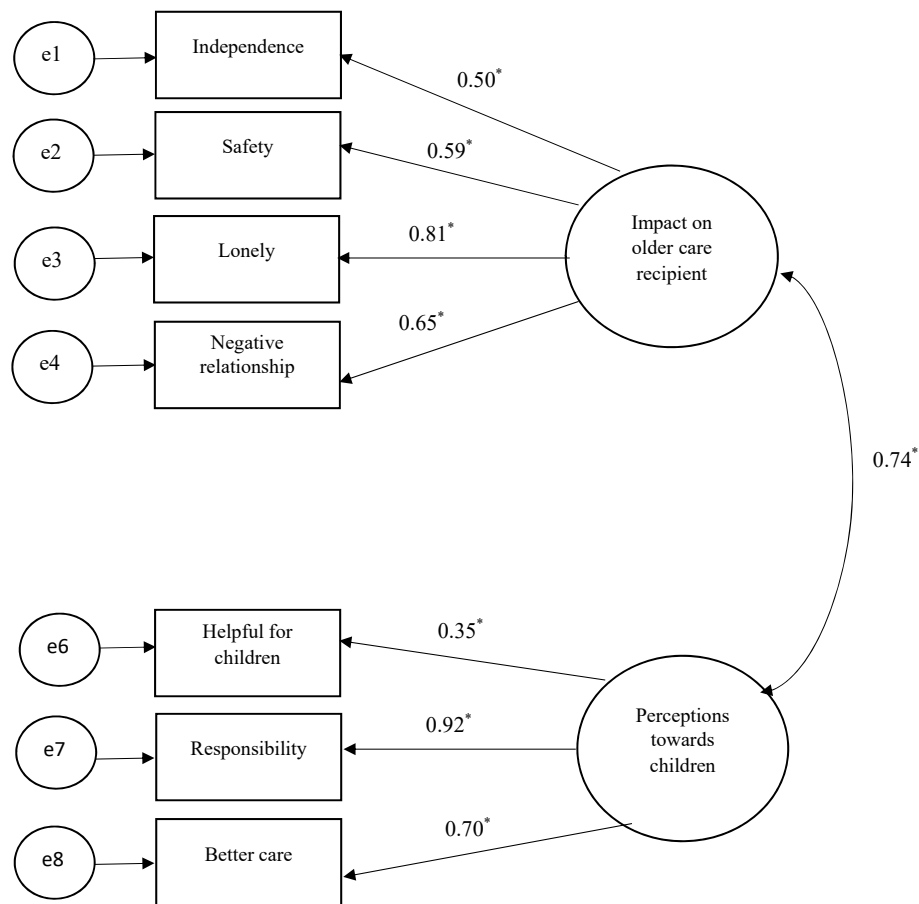 e1
Independence
0.50*
e2
Safety
0.59*
e3
Lonely
0.81*
e4
Negative
relationship
0.65*
Impact on
older care
recipient
0.74*
e6
Helpful for
children
0.35*
e7
Responsibility
0.92*
e8
Better care
0.70*
Perceptions
towards
children